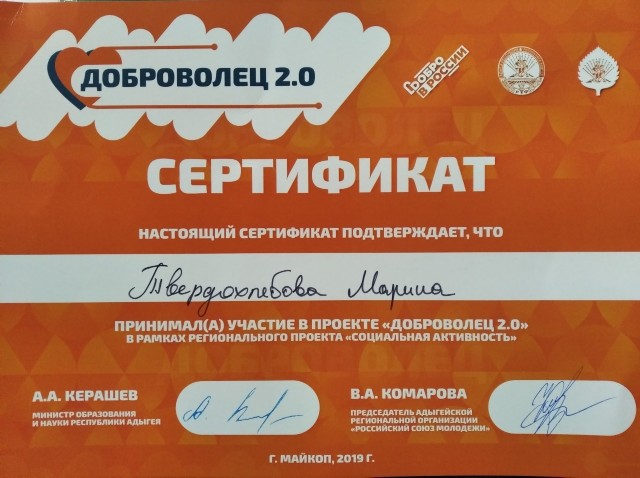 ДОБРОВОЛЕЦ 2.0
#ДОБРО
В РОССИИ
СЕРТИФИКАТ
НАСТОЯЩИЙ СЕРТИФИКАТ ПОДТВЕРЖДАЕТ, ЧТО
Твердохлебова Марина
ПРИНИМАЛ(А) УЧАСТИЕ В ПРОЕКТЕ «ДОБРОВОЛЕЦ 2.0»
В РАМКАХ РЕГИОНАЛЬНОГО ПРОЕКТА «СОЦИАЛЬНАЯ АКТИВНОСТЬ»
А.А. КЕРАШЕВ
МИНИСТР ОБРАЗОВАНИЯ
И НАУКИ РЕСПУБЛИКИ АДЫГЕЯ
В.А. КОМАРОВА
ПРЕДСЕДАТЕЛЬ АДЫГЕЙСКОЙ
РЕГИОНАЛЬНОЙ ОРГАНИЗАЦИИ
«РОССИЙСКИЙ СОЮЗ МОЛОДЕЖИ»
Г. МАЙКОП, 2019 Г.